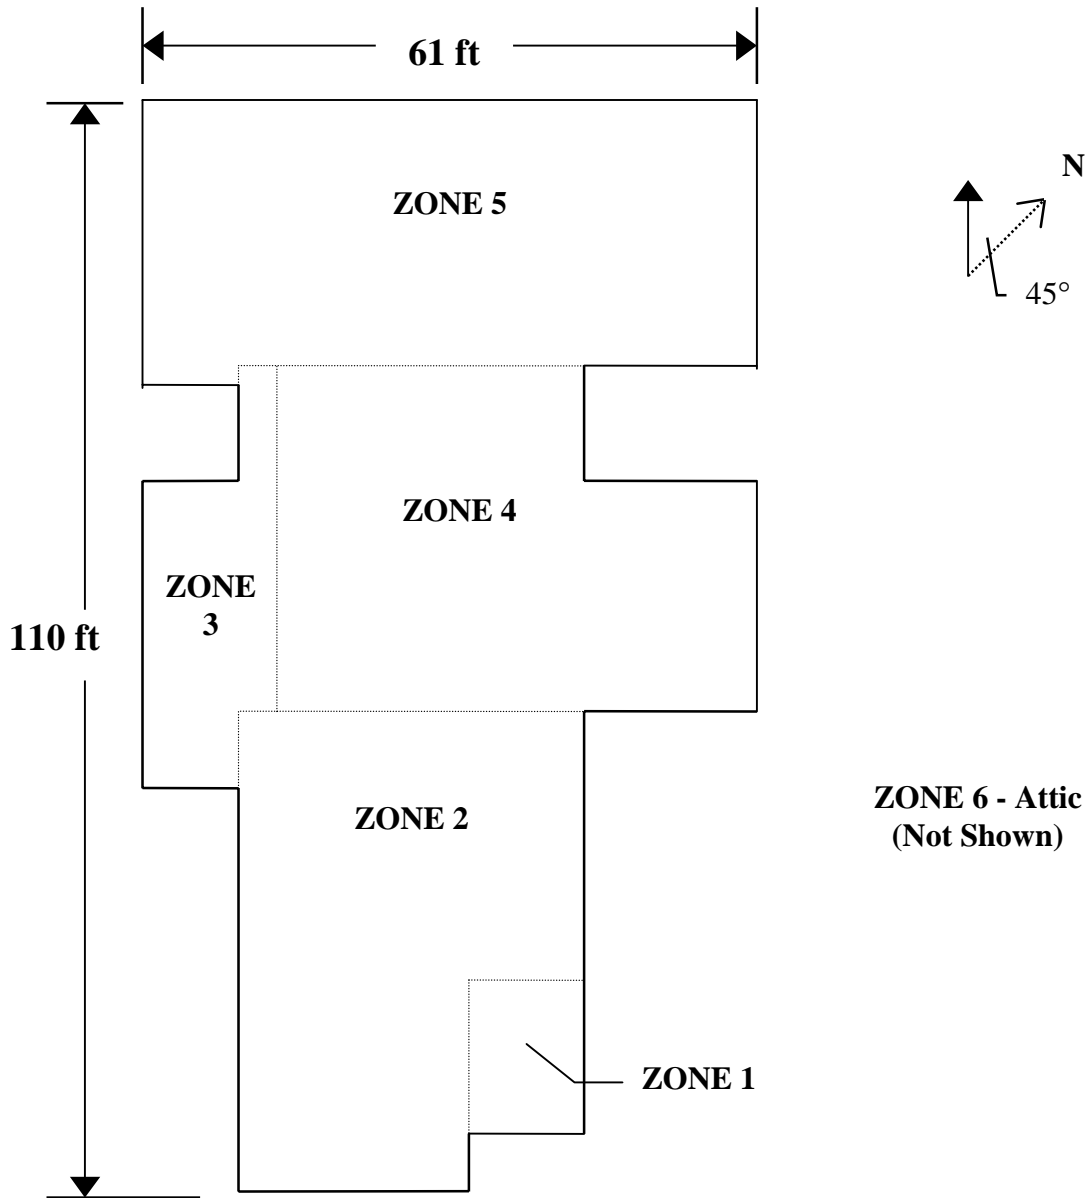 61 ft
N
ZONE 5
45°
ZONE 4
ZONE
3
110 ft
ZONE 6 - Attic
(Not Shown)
ZONE 2
ZONE 1